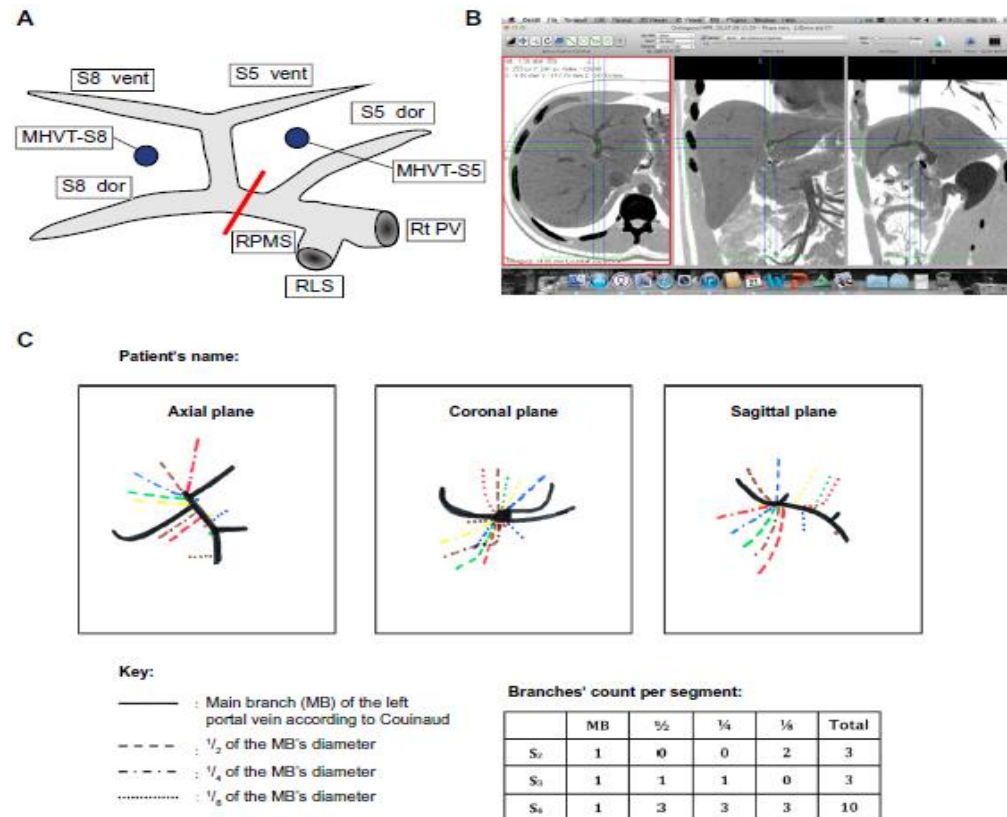 A
S8 vent
S5 vent
S5 dor
MHVT-S8
MHVT-S5
S8 dor
RPMS
Rt PV
RLS
B
C
Patient's name:
Axial plane
Coronal plane
Sagittal plane
Key:
: Main branch (MB) of the left
portal vein according to Couinaud
: 1/2 of the MB's diameter
: 1/4 of the MB's diameter
: 1/8 of the MB's diameter
Branches' count per segment:
MB ½ ¼ ⅛ Total
S₂ 1 0 0 2 3
S₃ 1 1 1 0 3
S₄ 1 3 3 3 10